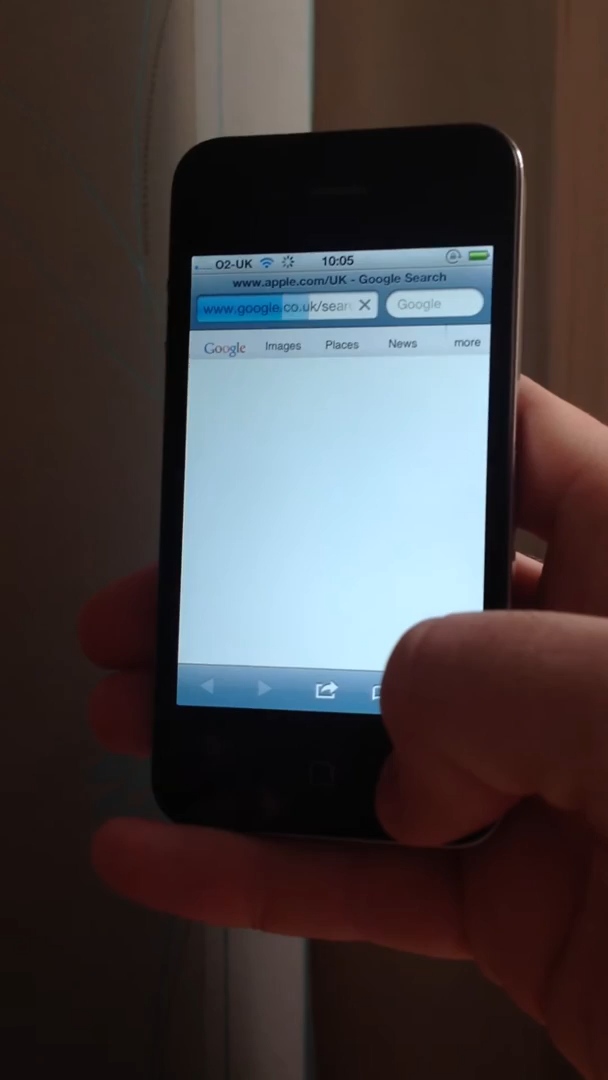 O2-UK 10:05
www.apple.com/UK - Google Search
www.google.co.uk/sear Google
Google Images Places News more